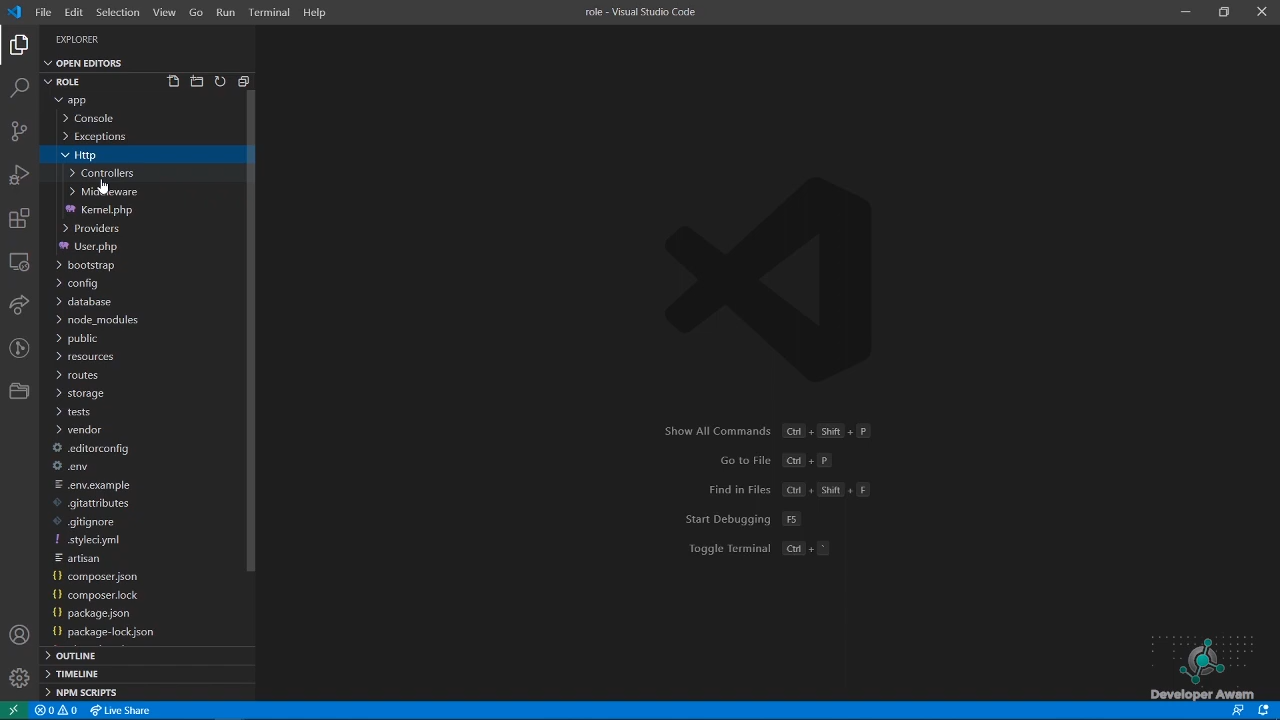 File Edit Selection View Go Run Terminal Help
role - Visual Studio Code
EXPLORER
OPEN EDITORS
ROLE
app
Console
Exceptions
Http
Controllers
Middleware
Kernel.php
Providers
User.php
bootstrap
config
database
node_modules
public
resources
routes
storage
tests
vendor
.editorconfig
.env
.env.example
.gitattributes
.gitignore
.styleci.yml
artisan
composer.json
composer.lock
package.json
package-lock.json
OUTLINE
TIMELINE
NPM SCRIPTS
Show All Commands Ctrl + Shift + P
Go to File Ctrl + P
Find in Files Ctrl + Shift + F
Start Debugging F5
Toggle Terminal Ctrl + `
Developer Awam
0 0 Live Share